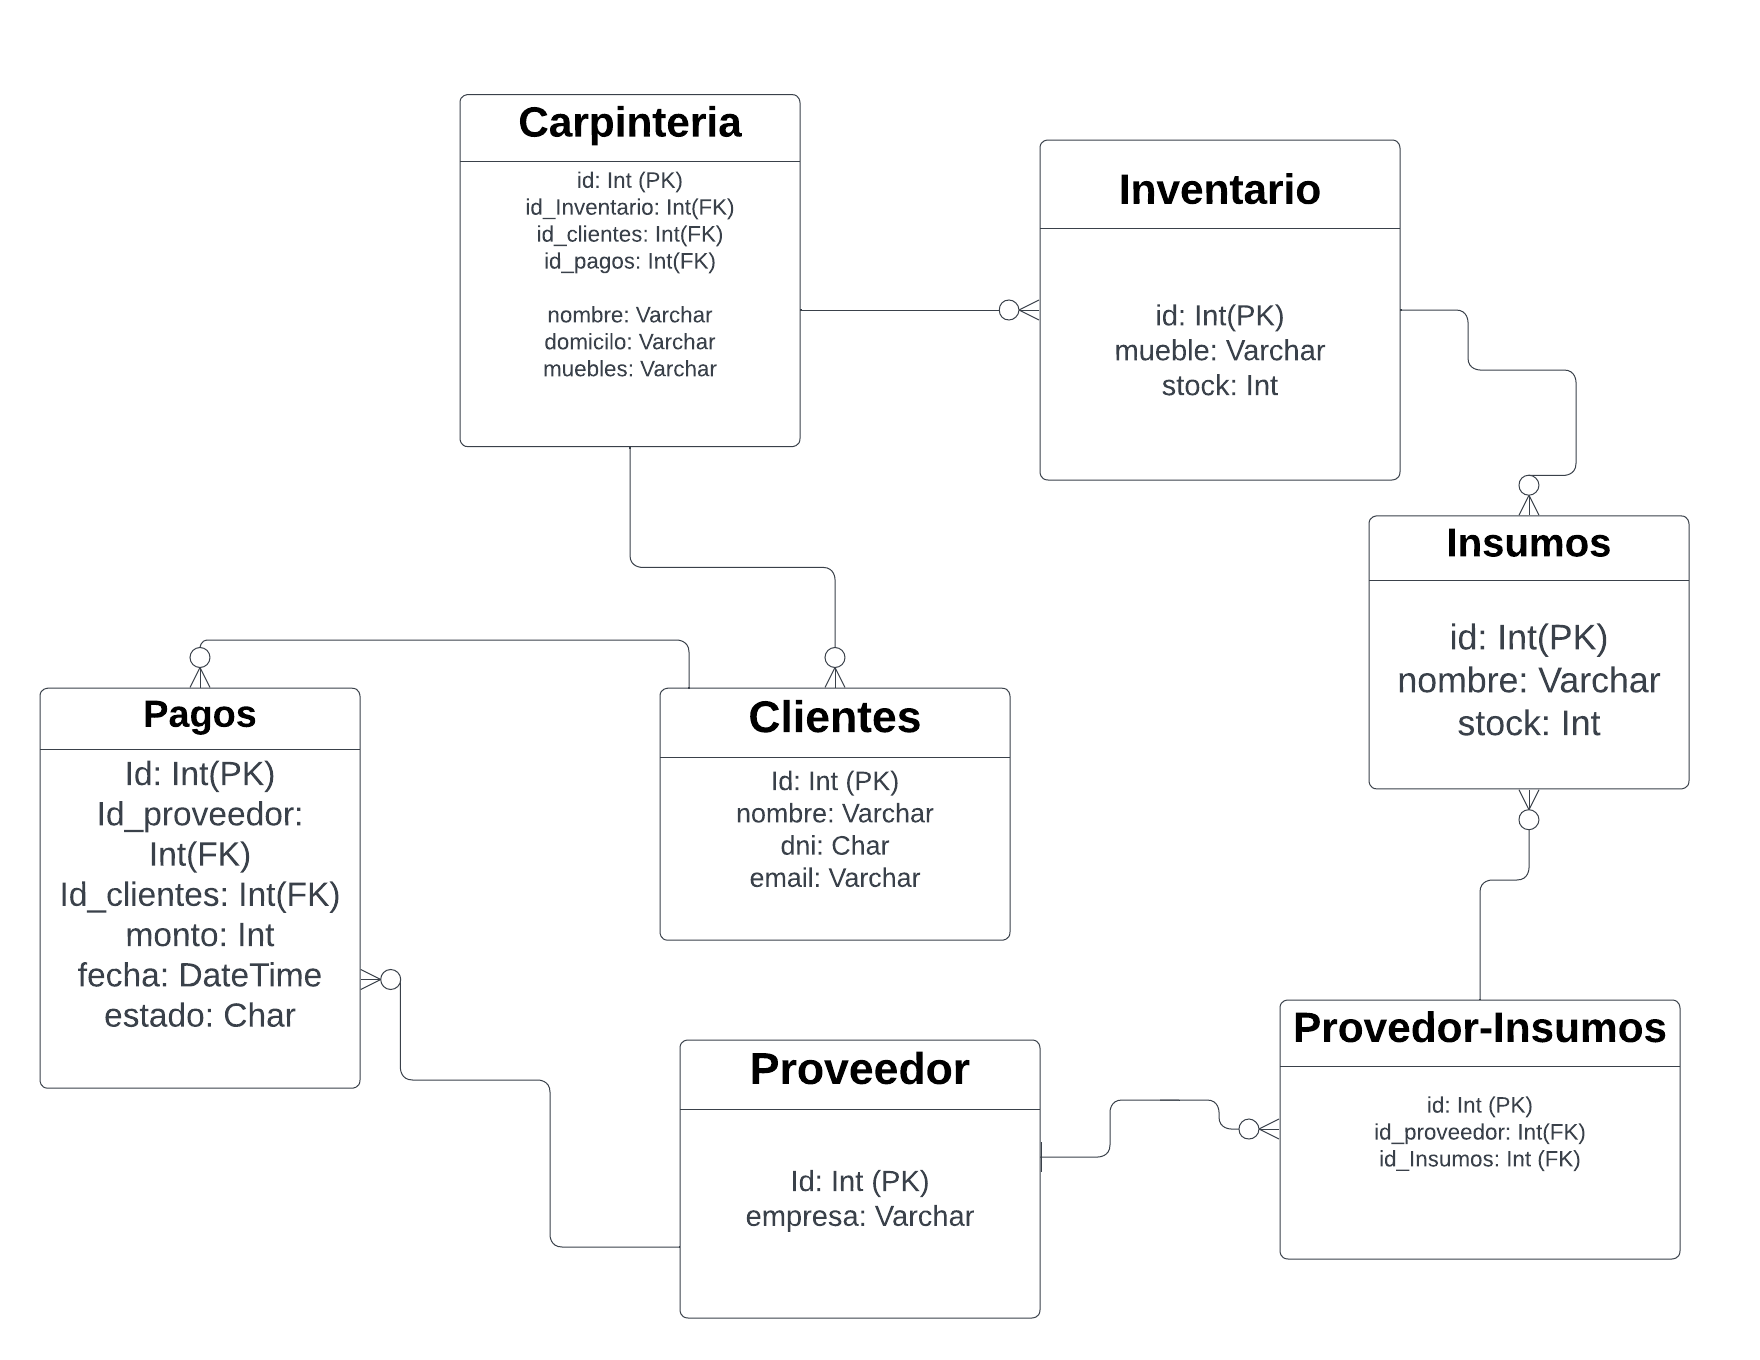 Carpinteria
id: Int (PK)
id_Inventario: Int(FK)
id_clientes: Int(FK)
id_pagos: Int(FK)
nombre: Varchar
domicilo: Varchar
muebles: Varchar
Inventario
id: Int(PK)
mueble: Varchar
stock: Int
Insumos
id: Int(PK)
nombre: Varchar
stock: Int
Pagos
Id: Int(PK)
Id_proveedor:
Int(FK)
Id_clientes: Int(FK)
monto: Int
fecha: DateTime
estado: Char
Clientes
Id: Int (PK)
nombre: Varchar
dni: Char
email: Varchar
Proveedor
Id: Int (PK)
empresa: Varchar
Provedor-Insumos
id: Int (PK)
id_proveedor: Int(FK)
id_Insumos: Int (FK)